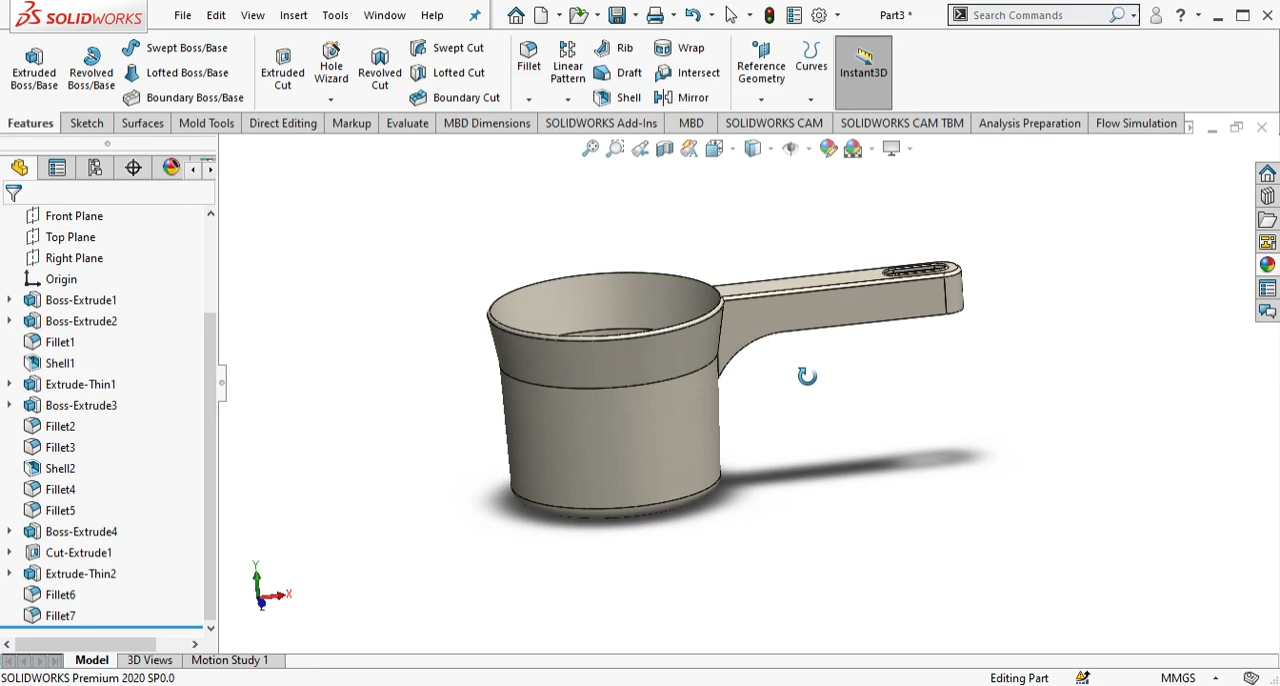 SOLIDWORKS
File Edit View Insert Tools Window Help
Part3 *
Search Commands
?
Extruded Boss/Base
Revolved Boss/Base
Swept Boss/Base
Lofted Boss/Base
Boundary Boss/Base
Extruded Cut
Hole Wizard
Revolved Cut
Swept Cut
Lofted Cut
Boundary Cut
Fillet
Linear Pattern
Rib
Draft
Shell
Wrap
Intersect
Mirror
Reference Geometry
Curves
Instant3D
Features Sketch Surfaces Mold Tools Direct Editing Markup Evaluate MBD Dimensions SOLIDWORKS Add-Ins MBD SOLIDWORKS CAM SOLIDWORKS CAM TBM Analysis Preparation Flow Simulation
Front Plane
Top Plane
Right Plane
Origin
Boss-Extrude1
Boss-Extrude2
Fillet1
Shell1
Extrude-Thin1
Boss-Extrude3
Fillet2
Fillet3
Shell2
Fillet4
Fillet5
Boss-Extrude4
Cut-Extrude1
Extrude-Thin2
Fillet6
Fillet7
Y
X
Z
Model 3D Views Motion Study 1
SOLIDWORKS Premium 2020 SP0.0
Editing Part
MMGS